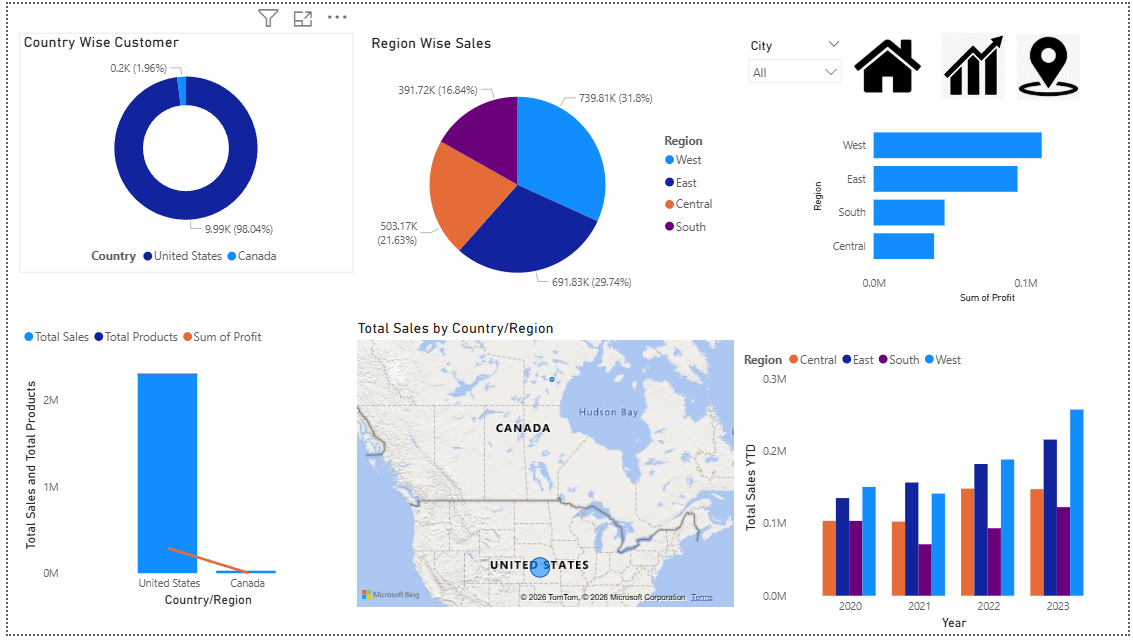 Country Wise Customer
0.2K (1.96%)
9.99K (98.04%)
Country United States Canada
Region Wise Sales
391.72K (16.84%)
739.81K (31.8%)
503.17K
(21.63%)
691.83K (29.74%)
Region
West
East
Central
South
City
All
Region
West
East
South
Central
0.0M 0.1M
Sum of Profit
Total Sales Total Products Sum of Profit
Total Sales and Total Products
2M
1M
0M
United States Canada
Country/Region
Total Sales by Country/Region
Hudson Bay
CANADA
UNITED STATES
Microsoft Bing
© 2026 TomTom, © 2026 Microsoft Corporation Terms
Region Central East South West
Total Sales YTD
0.3M
0.2M
0.1M
0.0M
2020 2021 2022 2023
Year